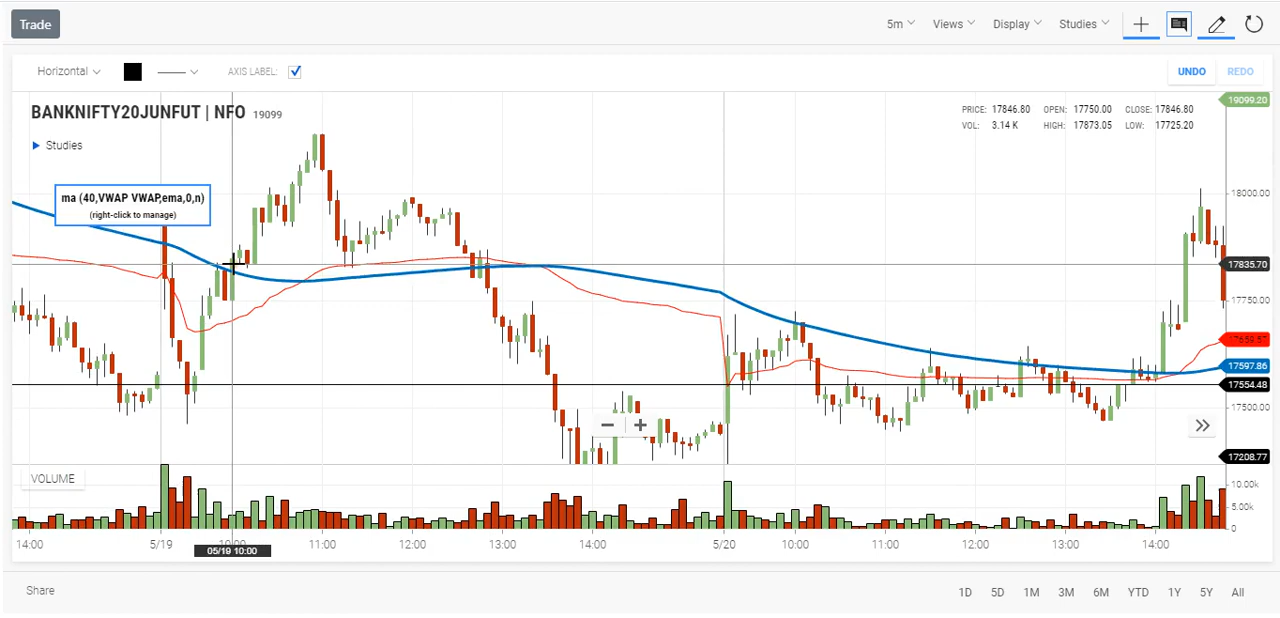 Trade
5m Views Display Studies
Horizontal AXIS LABEL: UNDO REDO
BANKNIFTY20JUNFUT | NFO 19099
PRICE: 17846.80 OPEN: 17750.00 CLOSE: 17846.80
VOL: 3.14 K HIGH: 17873.05 LOW: 17725.20
19099.20
Studies
ma (40,VWAP VWAP,ema,0,n)
(right-click to manage)
18000.00
17835.70
17750.00
17597.86
17554.48
17500.00
17208.77
VOLUME
10.00k
5.00k
0
14:00 5/19 10:00 11:00 12:00 13:00 14:00 5/20 10:00 11:00 12:00 13:00 14:00
05/19 10:00
Share
1D 5D 1M 3M 6M YTD 1Y 5Y All